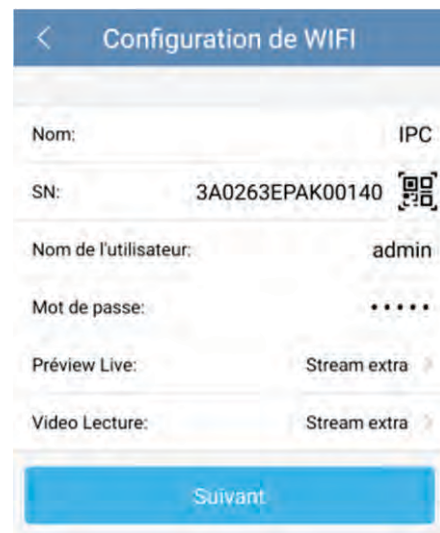 Configuration de WIFI
Nom: IPC
SN: 3A0263EPAK00140
Nom de l'utilisateur: admin
Mot de passe: •••••
Préview Live: Stream extra
Video Lecture: Stream extra
Suivant